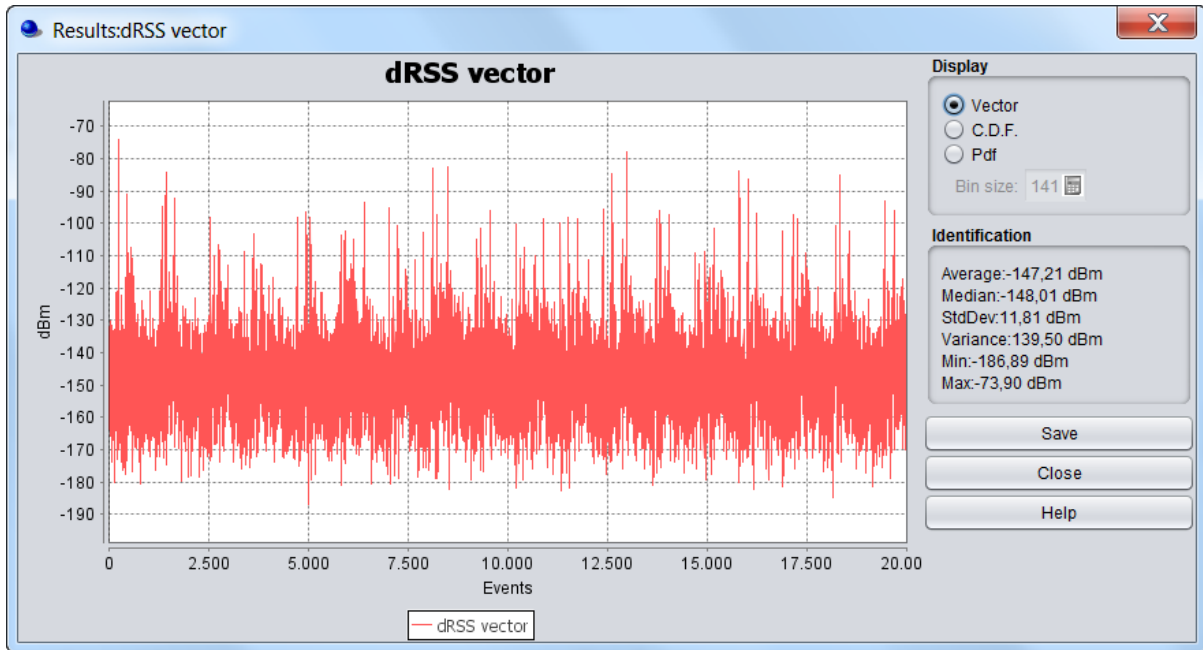 Results:dRSS vector
X
dRSS vector
-70
-80
-90
-100
-110
-120
-130
-140
-150
-160
-170
-180
-190
dBm
0 2.500 5.000 7.500 10.000 12.500 15.000 17.500 20.00
Events
dRSS vector
Display
Vector
C.D.F.
Pdf
Bin size: 141
Identification
Average:-147,21 dBm
Median:-148,01 dBm
StdDev:11,81 dBm
Variance:139,50 dBm
Min:-186,89 dBm
Max:-73,90 dBm
Save
Close
Help